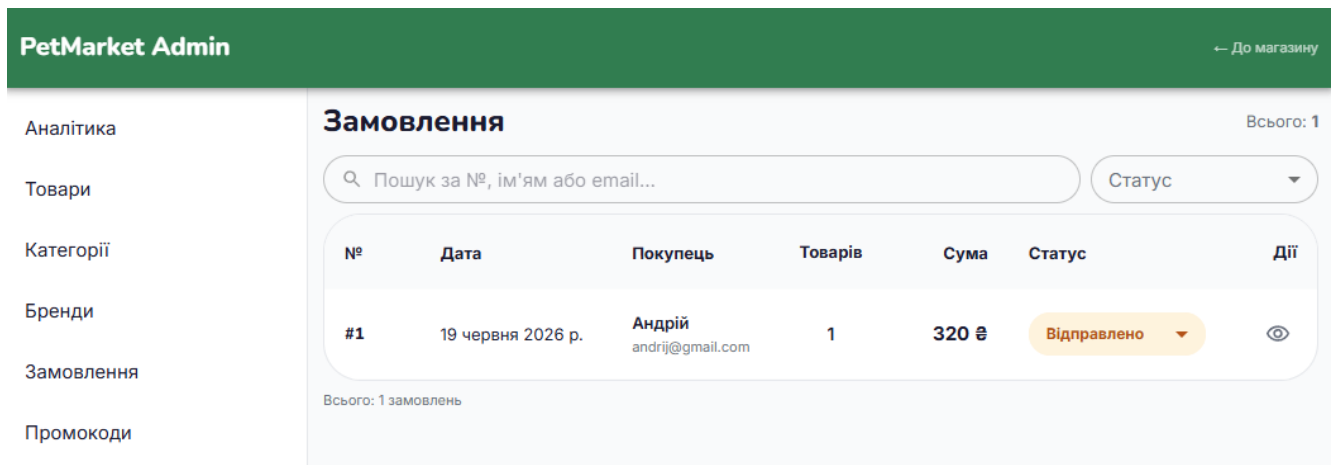 PetMarket Admin
← До магазину
Аналітика
Товари
Категорії
Бренди
Замовлення
Промокоди
Замовлення
Всього: 1
Пошук за №, ім'ям або email...
Статус
№ Дата Покупець Товарів Сума Статус Дії
#1 19 червня 2026 р. Андрій 1 320 ₴ Відправлено
andrij@gmail.com
Всього: 1 замовлень